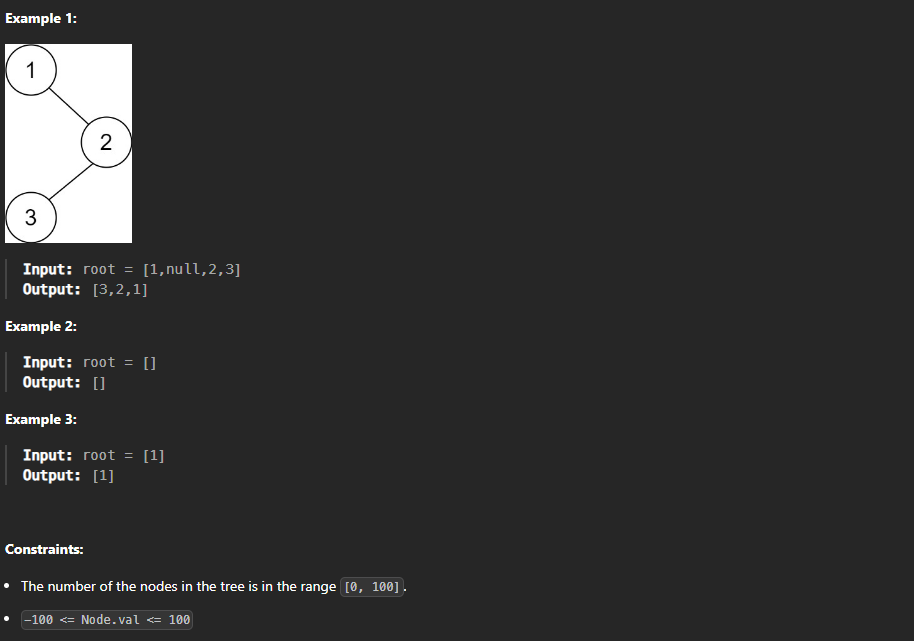 Example 1:
1
2
3
Input: root = [1,null,2,3]
Output: [3,2,1]
Example 2:
Input: root = []
Output: []
Example 3:
Input: root = [1]
Output: [1]
Constraints:
• The number of the nodes in the tree is in the range [0, 100].
• -100 <= Node.val <= 100